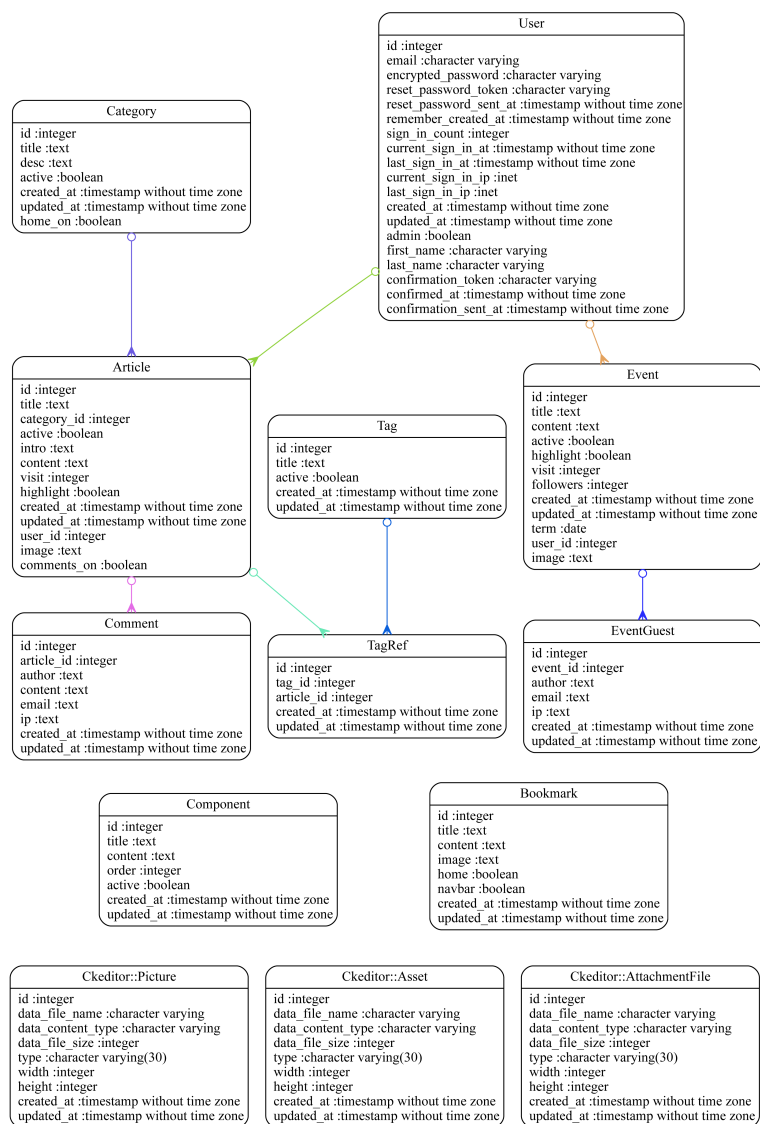 User
id :integer
email :character varying
encrypted_password :character varying
reset_password_token :character varying
reset_password_sent_at :timestamp without time zone
remember_created_at :timestamp without time zone
sign_in_count :integer
current_sign_in_at :timestamp without time zone
last_sign_in_at :timestamp without time zone
current_sign_in_ip :inet
last_sign_in_ip :inet
created_at :timestamp without time zone
updated_at :timestamp without time zone
admin :boolean
first_name :character varying
last_name :character varying
confirmation_token :character varying
confirmed_at :timestamp without time zone
confirmation_sent_at :timestamp without time zone
Category
id :integer
title :text
desc :text
active :boolean
created_at :timestamp without time zone
updated_at :timestamp without time zone
home_on :boolean
Article
id :integer
title :text
category_id :integer
active :boolean
intro :text
content :text
visit :integer
highlight :boolean
created_at :timestamp without time zone
updated_at :timestamp without time zone
user_id :integer
image :text
comments_on :boolean
Tag
id :integer
title :text
active :boolean
created_at :timestamp without time zone
updated_at :timestamp without time zone
Event
id :integer
title :text
content :text
active :boolean
highlight :boolean
visit :integer
followers :integer
created_at :timestamp without time zone
updated_at :timestamp without time zone
term :date
user_id :integer
image :text
Comment
id :integer
article_id :integer
author :text
content :text
email :text
ip :text
created_at :timestamp without time zone
updated_at :timestamp without time zone
TagRef
id :integer
tag_id :integer
article_id :integer
created_at :timestamp without time zone
updated_at :timestamp without time zone
EventGuest
id :integer
event_id :integer
author :text
email :text
ip :text
created_at :timestamp without time zone
updated_at :timestamp without time zone
Component
id :integer
title :text
content :text
order :integer
active :boolean
created_at :timestamp without time zone
updated_at :timestamp without time zone
Bookmark
id :integer
title :text
content :text
image :text
home :boolean
navbar :boolean
created_at :timestamp without time zone
updated_at :timestamp without time zone
Ckeditor::Picture
id :integer
data_file_name :character varying
data_content_type :character varying
data_file_size :integer
type :character varying(30)
width :integer
height :integer
created_at :timestamp without time zone
updated_at :timestamp without time zone
Ckeditor::Asset
id :integer
data_file_name :character varying
data_content_type :character varying
data_file_size :integer
type :character varying(30)
width :integer
height :integer
created_at :timestamp without time zone
updated_at :timestamp without time zone
Ckeditor::AttachmentFile
id :integer
data_file_name :character varying
data_content_type :character varying
data_file_size :integer
type :character varying(30)
width :integer
height :integer
created_at :timestamp without time zone
updated_at :timestamp without time zone